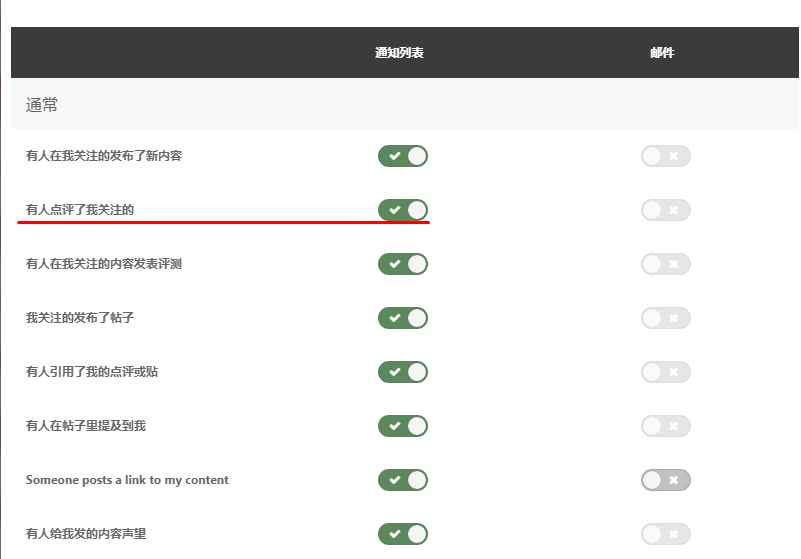 通知列表 邮件
通常
有人在我关注的发布了新内容
有人点评了我关注的
有人在我关注的内容发表评测
我关注的发布了帖子
有人引用了我的点评或贴
有人在帖子里提及到我
Someone posts a link to my content
有人给我发的内容声里